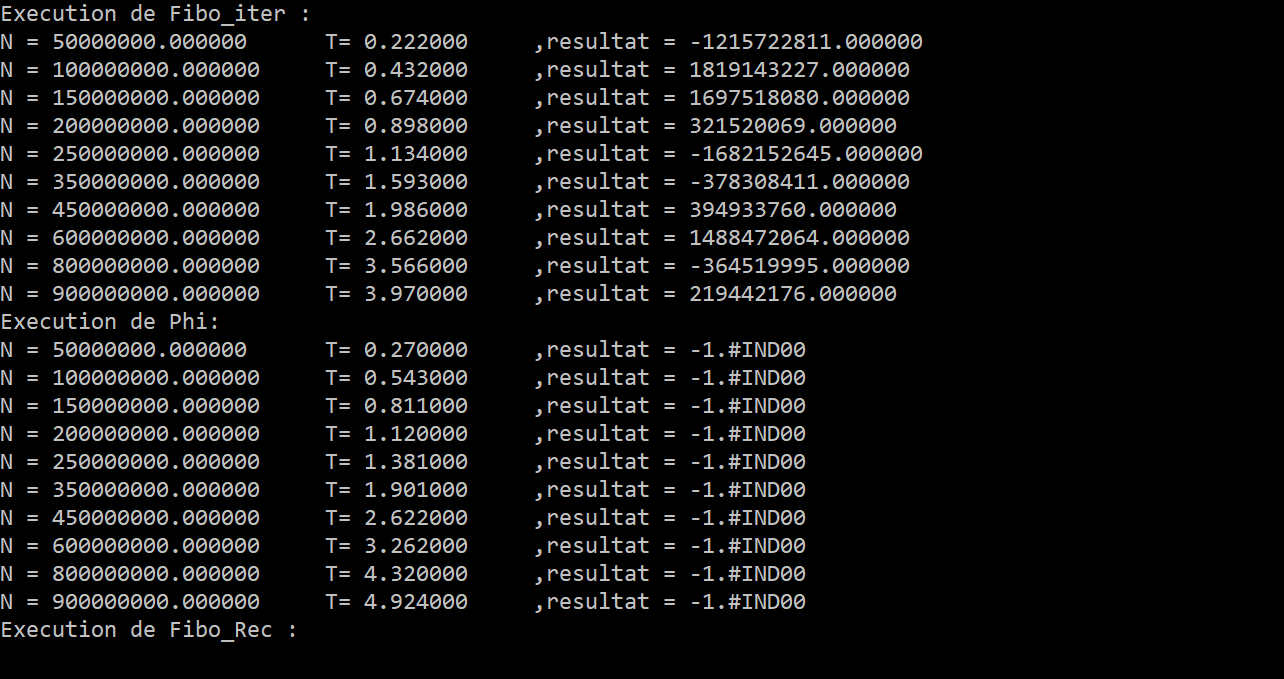 Execution de Fibo_iter :
N = 50000000.000000 T= 0.222000 ,resultat = -1215722811.000000
N = 100000000.000000 T= 0.432000 ,resultat = 1819143227.000000
N = 150000000.000000 T= 0.674000 ,resultat = 1697518080.000000
N = 200000000.000000 T= 0.898000 ,resultat = 321520069.000000
N = 250000000.000000 T= 1.134000 ,resultat = -1682152645.000000
N = 350000000.000000 T= 1.593000 ,resultat = -378308411.000000
N = 450000000.000000 T= 1.986000 ,resultat = 394933760.000000
N = 600000000.000000 T= 2.662000 ,resultat = 1488472064.000000
N = 800000000.000000 T= 3.566000 ,resultat = -364519995.000000
N = 900000000.000000 T= 3.970000 ,resultat = 219442176.000000
Execution de Phi:
N = 50000000.000000 T= 0.270000 ,resultat = -1.#IND00
N = 100000000.000000 T= 0.543000 ,resultat = -1.#IND00
N = 150000000.000000 T= 0.811000 ,resultat = -1.#IND00
N = 200000000.000000 T= 1.120000 ,resultat = -1.#IND00
N = 250000000.000000 T= 1.381000 ,resultat = -1.#IND00
N = 350000000.000000 T= 1.901000 ,resultat = -1.#IND00
N = 450000000.000000 T= 2.622000 ,resultat = -1.#IND00
N = 600000000.000000 T= 3.262000 ,resultat = -1.#IND00
N = 800000000.000000 T= 4.320000 ,resultat = -1.#IND00
N = 900000000.000000 T= 4.924000 ,resultat = -1.#IND00
Execution de Fibo_Rec :